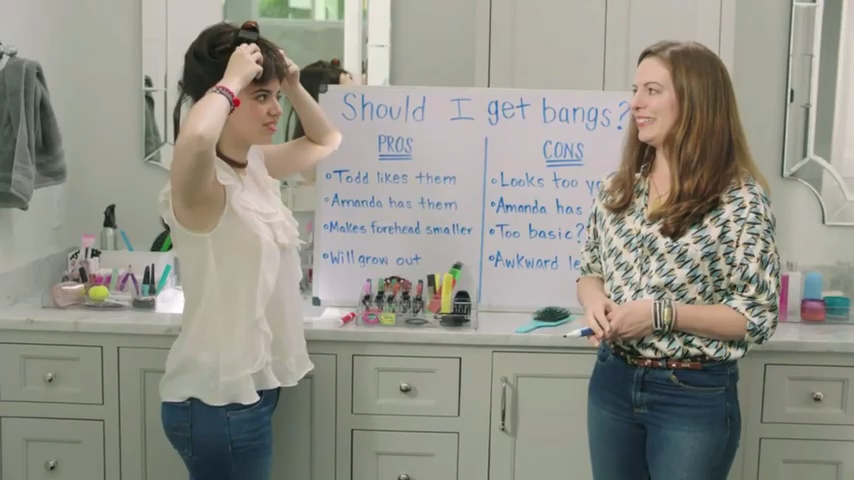 Should I get bangs?
PROS
• Todd likes them
• Amanda has them
• Makes forehead smaller
• Will grow out
CONS
• Looks too
• Amanda has
• Too basic?
• Awkward